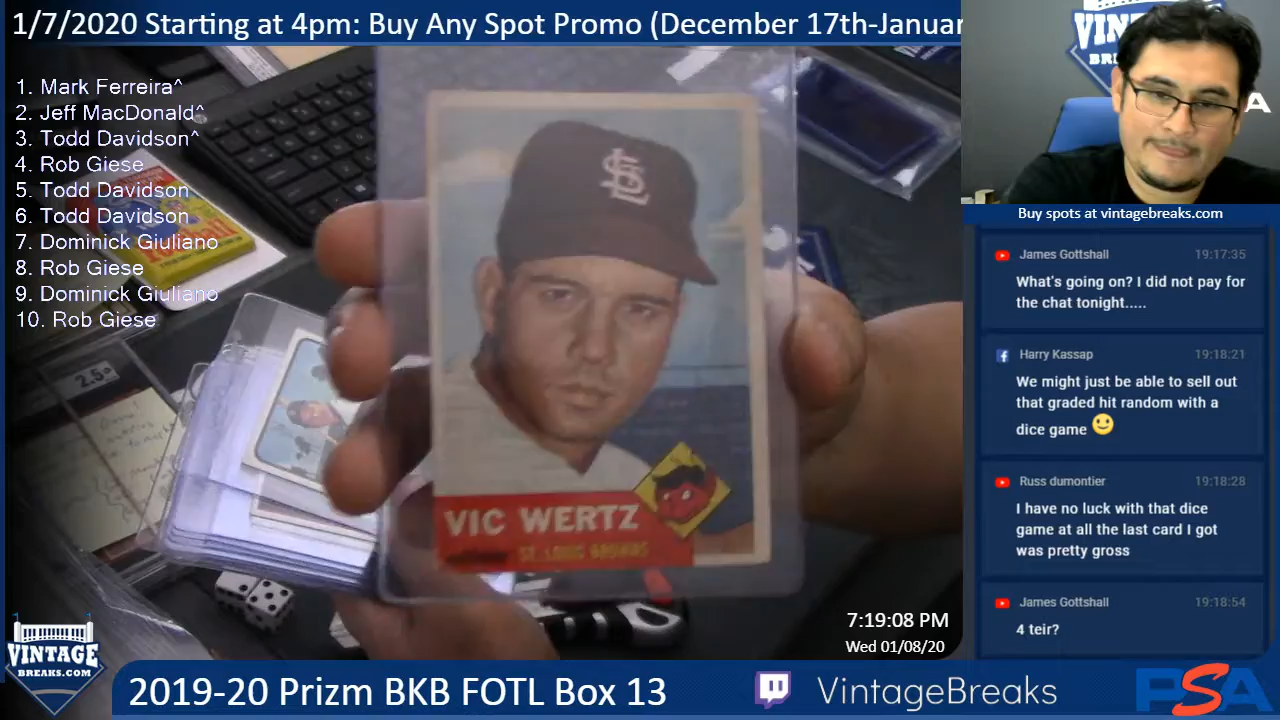 1/7/2020 Starting at 4pm: Buy Any Spot Promo (December 17th-Januar
1. Mark Ferreira^
2. Jeff MacDonald^
3. Todd Davidson^
4. Rob Giese
5. Todd Davidson
6. Todd Davidson
7. Dominick Giuliano
8. Rob Giese
9. Dominick Giuliano
10. Rob Giese
2.5
StL
VIC WERTZ
ST. LOUIS BROWNS
7:19:08 PM
Wed 01/08/20
VINTAGE
BREAKS.COM
2019-20 Prizm BKB FOTL Box 13
VintageBreaks
PSA
VIN
BR
A
Buy spots at vintagebreaks.com
James Gottshall 19:17:35
What's going on? I did not pay for
the chat tonight.....
Harry Kassap 19:18:21
We might just be able to sell out
that graded hit random with a
dice game 🙂
Russ dumontier 19:18:28
I have no luck with that dice
game at all the last card I got
was pretty gross
James Gottshall 19:18:54
4 teir?